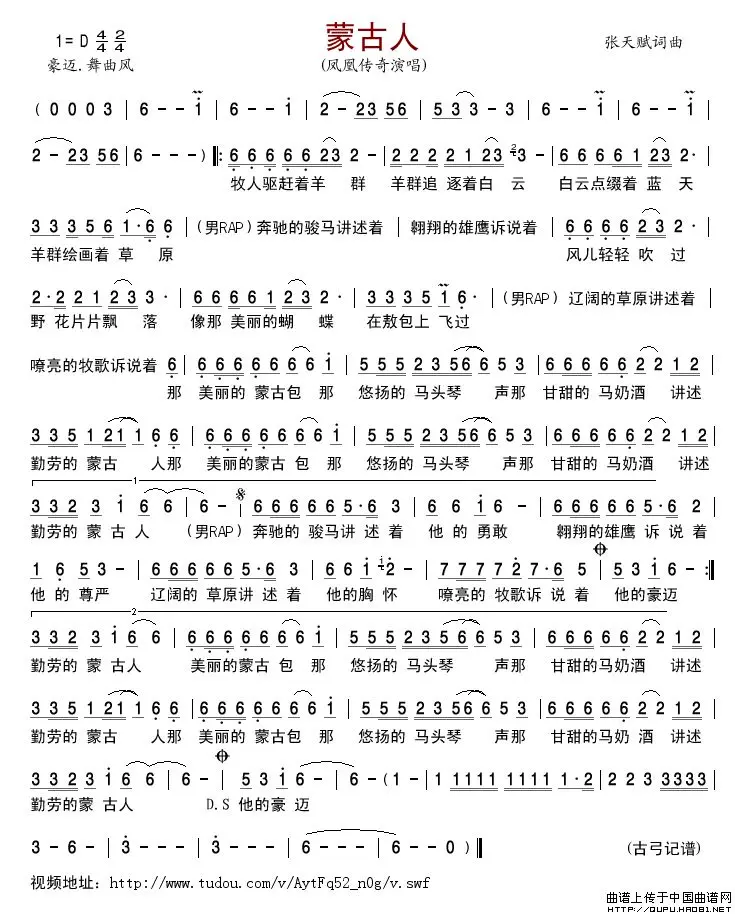 蒙古人
1=D 4/4 2/4
张天赋词曲
豪迈.舞曲风
(凤凰传奇演唱)
( 0 0 0 3 | 6 - - i | 6 - - i | 2 - 23 56 | 5 3 3 - 3 | 6 - - i | 6 - - i |
2 - 23 56 | 6 - - - ) ‖: 6 6 6 6 6 23 2 - | 2 2 2 2 1 23 3 - | 6 6 6 6 1 23 2· |
牧人驱赶着羊 群 羊群追 逐着白 云 白云点缀着 蓝 天
3 3 3 5 6 1·6 6· | (男RAP) 奔驰的骏马讲述着 | 翱翔的雄鹰诉说着 | 6 6 6 6 23 2· |
羊群绘画着 草 原 风儿轻轻 吹 过
2·2 2 1 23 3· | 6 6 6 6 1 23 2· | 3 3 3 5 i 6· | (男RAP) 辽阔的草原讲述着 |
野 花片片飘 落 像那 美丽的蝴 蝶 在敖包上 飞过
嘹亮的牧歌诉说着 6 | 6 6 6 6 6 6 6 i | 5 5 5 2 3 56 6 5 3 | 6 6 6 6 6 2 2 1 2 |
那 美丽的 蒙古包 那 悠扬的 马头琴 声那 甘甜的 马奶酒 讲述
3 3 5 1 21 1 6 6 | 6 6 6 6 6 6 6 i | 5 5 5 2 3 56 6 5 3 | 6 6 6 6 6 2 2 1 2 |
勤劳的 蒙古 人那 美丽的蒙古 包 那 悠扬的 马头琴 声那 甘甜的 马奶酒 讲述
1
3 3 2 3 i 6 6 | 6 - | 6 6 6 6 6 5·6 3 | 6 6 i 6 - | 6 6 6 6 6 5·6 2 |
勤劳的 蒙 古 人 (男RAP) 奔驰的 骏马讲 述 着 他 的 勇敢 翱翔的雄鹰 诉 说 着
1 6 5 3 - | 6 6 6 6 6 5·6 3 | 6 6 i 2 - | 7 7 7 7 2 7·6 5 | 5 3 i 6 - :‖
他 的 尊严 辽阔的 草原讲 述 着 他的胸 怀 嘹亮的 牧歌诉 说 着 他的豪迈
2
3 3 2 3 i 6 6 | 6 6 6 6 6 6 6 i | 5 5 5 2 3 56 6 5 3 | 6 6 6 6 6 2 2 1 2 |
勤劳的 蒙 古人 美丽的蒙古 包 那 悠扬的 马头琴 声那 甘甜的 马奶酒 讲述
3 3 5 1 21 1 6 6 | 6 6 6 6 6 6 6 i | 5 5 5 2 3 56 6 5 3 | 6 6 6 6 6 2 2 1 2 |
勤劳的 蒙古 人那 美丽的蒙古 包 那 悠扬的 马头琴 声那 甘甜的马奶 酒 讲述
3 3 2 3 i 6 6 | 6 - | 5 3 i 6 - | 6 - (1 - | 1 1111 1111 1· 2 | 2 2 2 3333 |
勤劳的蒙 古人 D.S 他的豪 迈
3 - 6 - | 3 - - - | 3 - - - | 6 - - - | 6 - - 0 ) ‖
(古弓记谱)
视频地址: http://www.tudou.com/v/AytFq52_n0g/v.swf
曲谱上传于中国曲谱网
HTTP://QUPU.HAO81.NET